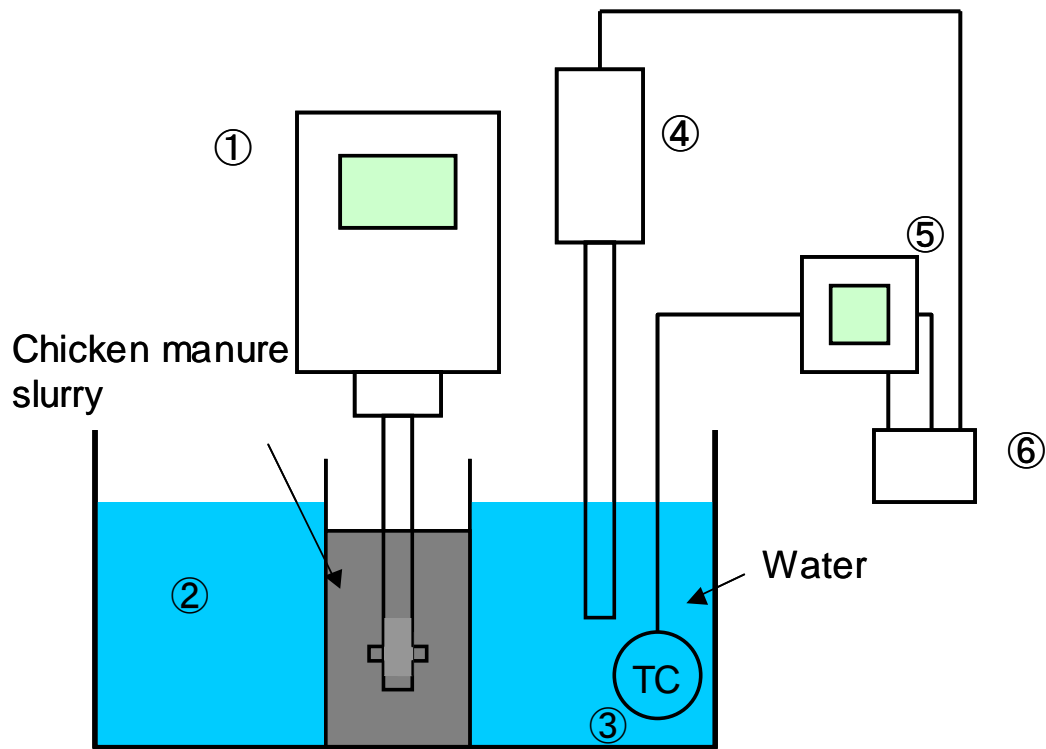 ①
④
⑤
Chicken manure
slurry
⑥
Water
②
TC
③